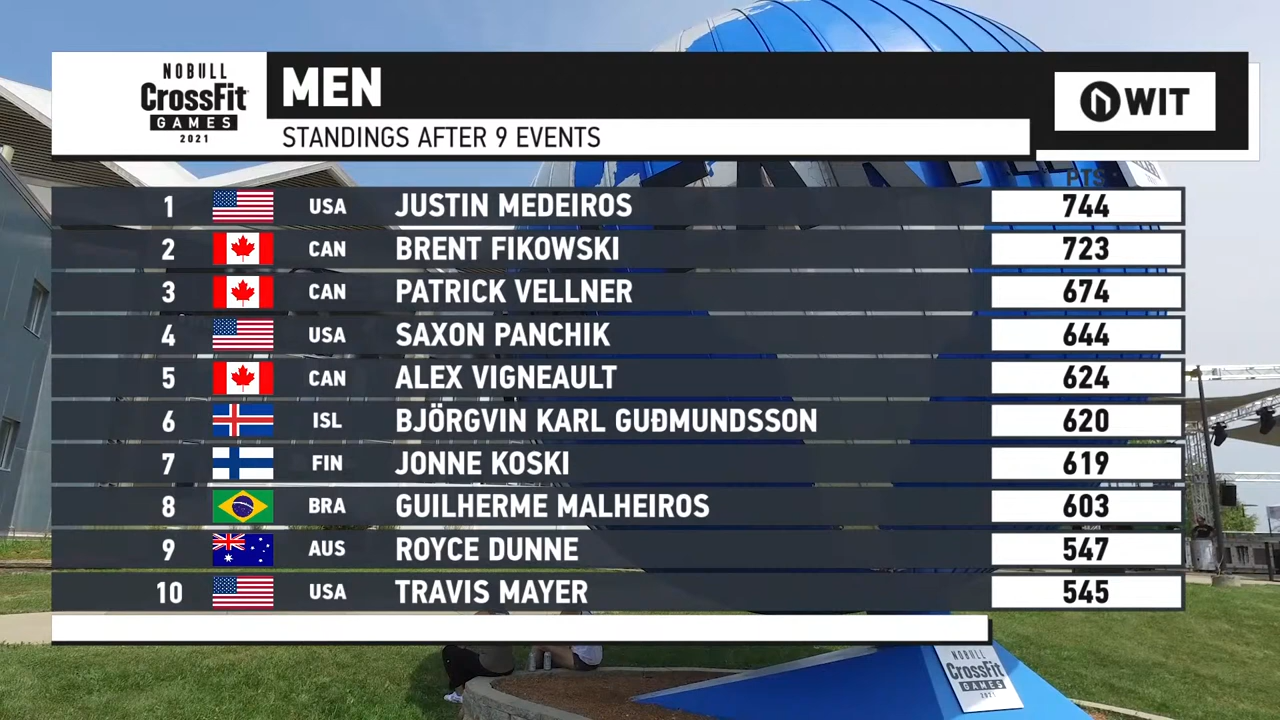 NOBULL
CrossFit
GAMES
2021
MEN
WIT
STANDINGS AFTER 9 EVENTS
PTS
1 USA JUSTIN MEDEIROS 744
2 CAN BRENT FIKOWSKI 723
3 CAN PATRICK VELLNER 674
4 USA SAXON PANCHIK 644
5 CAN ALEX VIGNEAULT 624
6 ISL BJÖRGVIN KARL GUÐMUNDSSON 620
7 FIN JONNE KOSKI 619
8 BRA GUILHERME MALHEIROS 603
9 AUS ROYCE DUNNE 547
10 USA TRAVIS MAYER 545
NOBULL
CrossFit
GAMES
2021